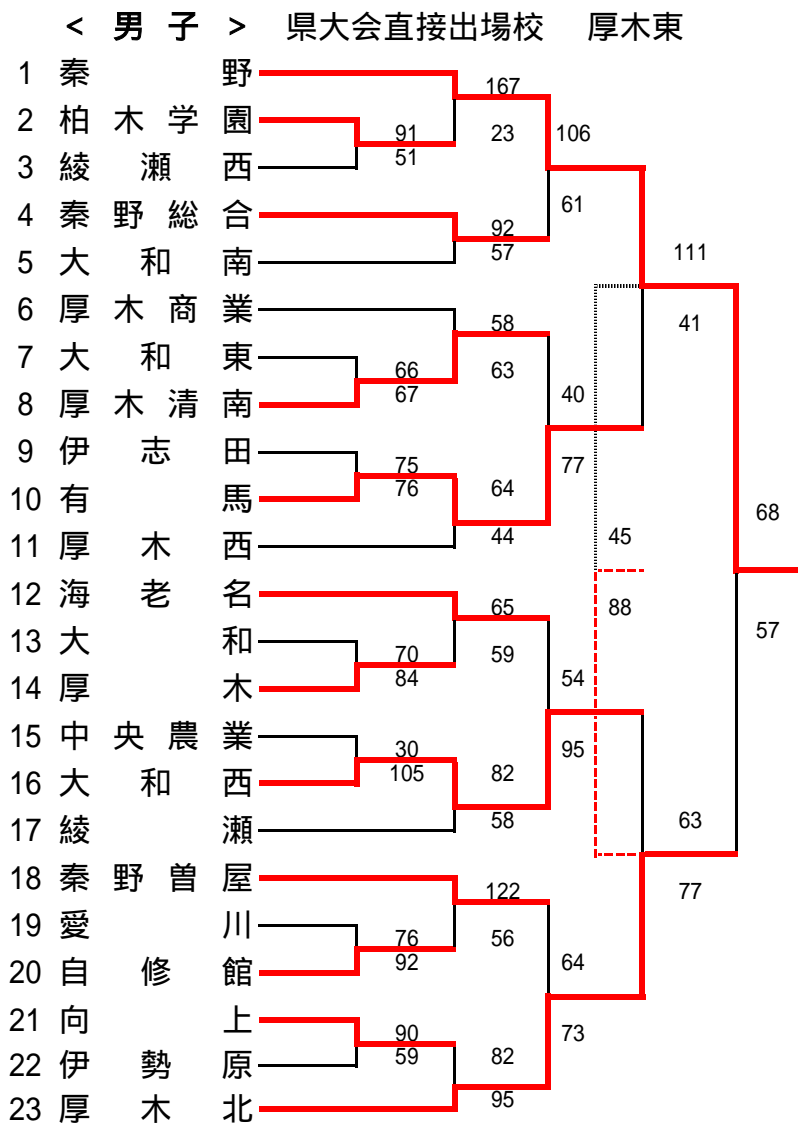 < 男 子 > 県大会直接出場校 厚木東
1 秦 野
167
2 柏 木 学 園
91 23 106
3 綾 瀬 西
51
4 秦 野 総 合
61
92
5 大 和 南
57 111
6 厚 木 商 業
58 41
7 大 和 東
66 63
8 厚 木 清 南
67 40
9 伊 志 田
75 77
10 有 馬
76 64 68
11 厚 木 西
44 45
12 海 老 名
65 88
13 大 和
70 59 57
14 厚 木
84 54
15 中 央 農 業
30 95
16 大 和 西
105 82
17 綾 瀬
58 63
18 秦 野 曽 屋
122 77
19 愛 川
76 56
20 自 修 館
92 64
21 向 上
90 73
22 伊 勢 原
59 82
23 厚 木 北
95